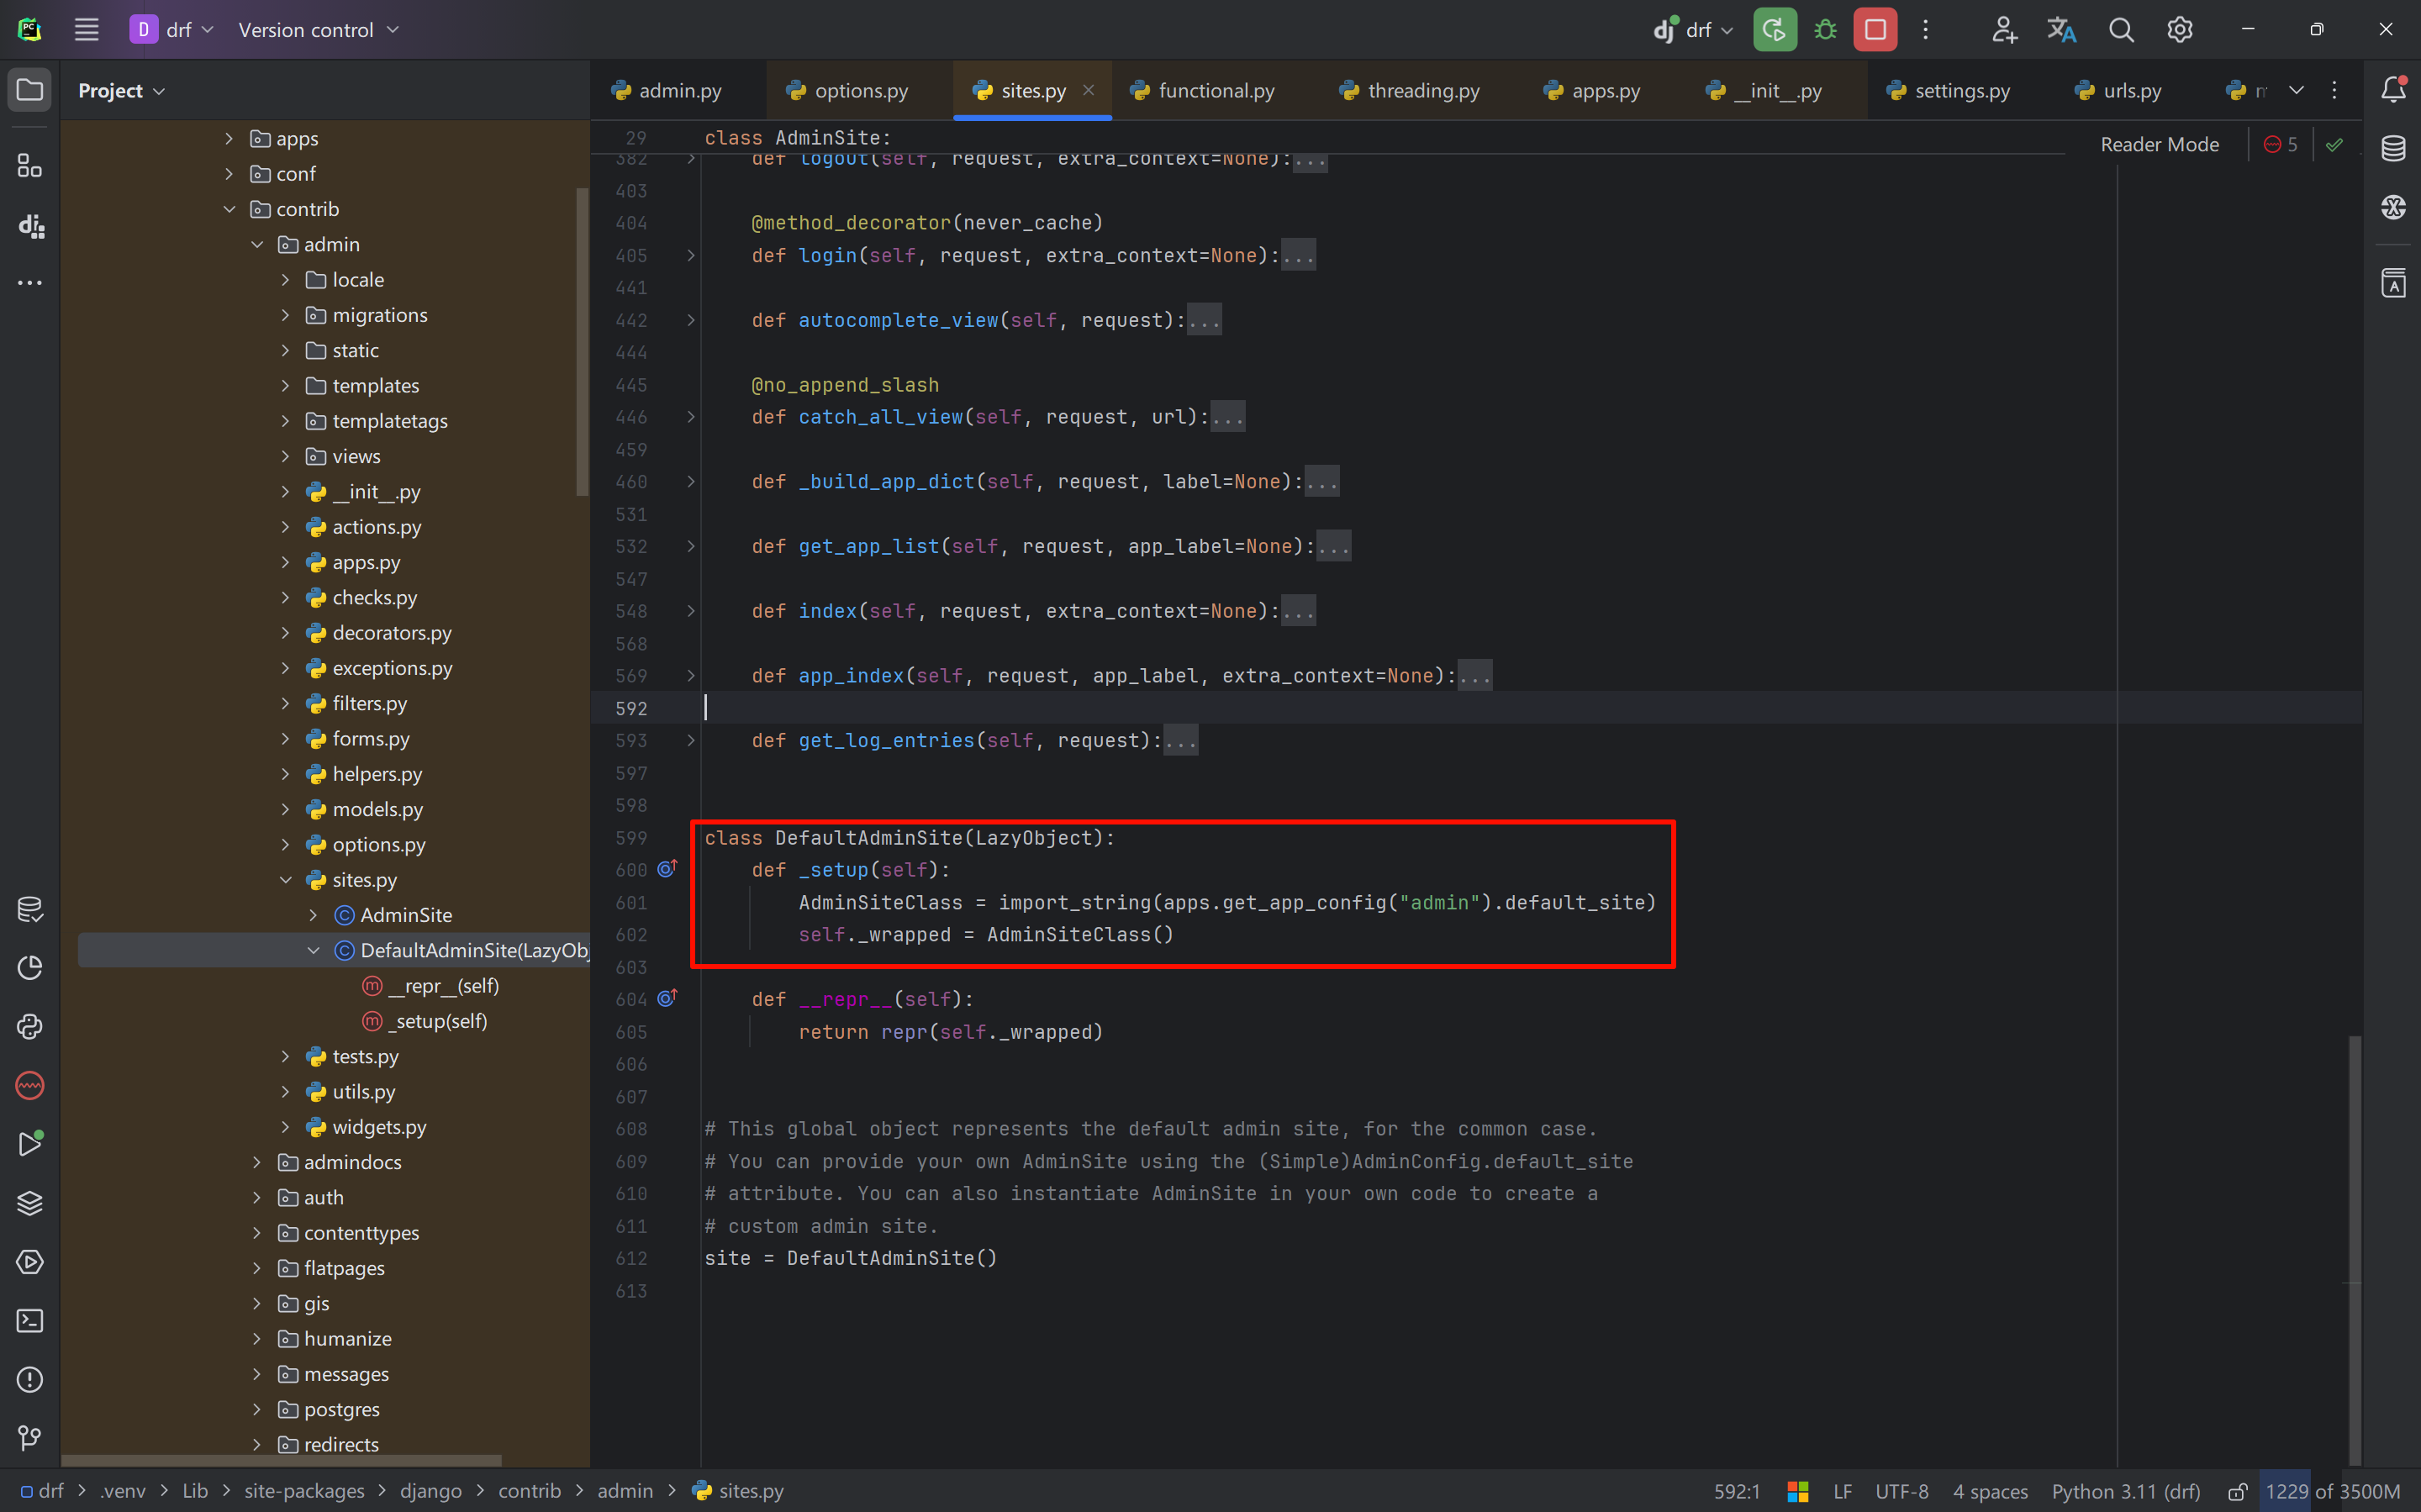 D drf Version control drf
Project
admin.py options.py sites.py functional.py threading.py apps.py __init__.py settings.py urls.py
Reader Mode 5
apps
conf
contrib
admin
locale
migrations
static
templates
templatetags
views
__init__.py
actions.py
apps.py
checks.py
decorators.py
exceptions.py
filters.py
forms.py
helpers.py
models.py
options.py
sites.py
AdminSite
DefaultAdminSite(LazyObj
__repr__(self)
_setup(self)
tests.py
utils.py
widgets.py
admindocs
auth
contenttypes
flatpages
gis
humanize
messages
postgres
redirects
29 class AdminSite:
382 def logout(self, request, extra_context=None):...
403
404 @method_decorator(never_cache)
405 def login(self, request, extra_context=None):...
441
442 def autocomplete_view(self, request):...
444
445 @no_append_slash
446 def catch_all_view(self, request, url):...
459
460 def _build_app_dict(self, request, label=None):...
531
532 def get_app_list(self, request, app_label=None):...
547
548 def index(self, request, extra_context=None):...
568
569 def app_index(self, request, app_label, extra_context=None):...
592
593 def get_log_entries(self, request):...
597
598
599 class DefaultAdminSite(LazyObject):
600 def _setup(self):
601 AdminSiteClass = import_string(apps.get_app_config("admin").default_site)
602 self._wrapped = AdminSiteClass()
603
604 def __repr__(self):
605 return repr(self._wrapped)
606
607
608 # This global object represents the default admin site, for the common case.
609 # You can provide your own AdminSite using the (Simple)AdminConfig.default_site
610 # attribute. You can also instantiate AdminSite in your own code to create a
611 # custom admin site.
612 site = DefaultAdminSite()
613
drf > .venv > Lib > site-packages > django > contrib > admin > sites.py
592:1 LF UTF-8 4 spaces Python 3.11 (drf) 1229 of 3500M